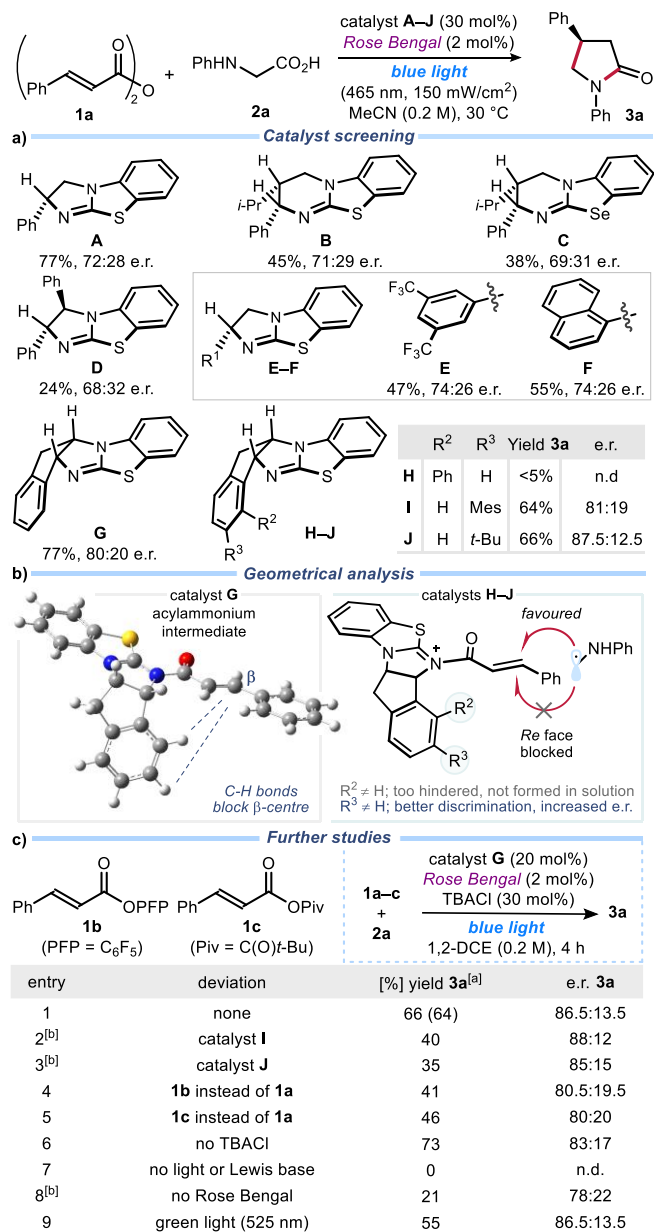 Ph
O
Ph
2
O
1a
+
PhHN
CO2H
2a
catalyst A–J (30 mol%)
Rose Bengal (2 mol%)
blue light
(465 nm, 150 mW/cm²)
MeCN (0.2 M), 30 °C
Ph
N
O
Ph
3a
a) Catalyst screening
H
N
Ph
N
S
A
77%, 72:28 e.r.
H
H
i-Pr
N
Ph
N
S
B
45%, 71:29 e.r.
H
H
i-Pr
N
Ph
N
Se
C
38%, 69:31 e.r.
Ph
H
N
Ph
N
S
D
24%, 68:32 e.r.
H
N
R¹
N
S
E–F
F3C
CF3
E
47%, 74:26 e.r.
F
55%, 74:26 e.r.
H
H
N
N
S
G
77%, 80:20 e.r.
H
H
N
N
S
R²
R³
H–J
R² R³ Yield 3a e.r.
H Ph H <5% n.d
I H Mes 64% 81:19
J H t-Bu 66% 87.5:12.5
b) Geometrical analysis
catalyst G
acylammonium
intermediate
β
C-H bonds
block β-centre
catalysts H–J
S
N
N
+
O
Ph
R²
R³
favoured
NHPh
Re face
blocked
R² ≠ H; too hindered, not formed in solution
R³ ≠ H; better discrimination, increased e.r.
c) Further studies
O
Ph
OPFP
1b
(PFP = C6F5)
O
Ph
OPiv
1c
(Piv = C(O)t-Bu)
1a–c
+
2a
catalyst G (20 mol%)
Rose Bengal (2 mol%)
TBACl (30 mol%)
blue light
1,2-DCE (0.2 M), 4 h
3a
entry deviation [%] yield 3a[a] e.r. 3a
1 none 66 (64) 86.5:13.5
2[b] catalyst I 40 88:12
3[b] catalyst J 35 85:15
4 1b instead of 1a 41 80.5:19.5
5 1c instead of 1a 46 80:20
6 no TBACl 73 83:17
7 no light or Lewis base 0 n.d.
8[b] no Rose Bengal 21 78:22
9 green light (525 nm) 55 86.5:13.5